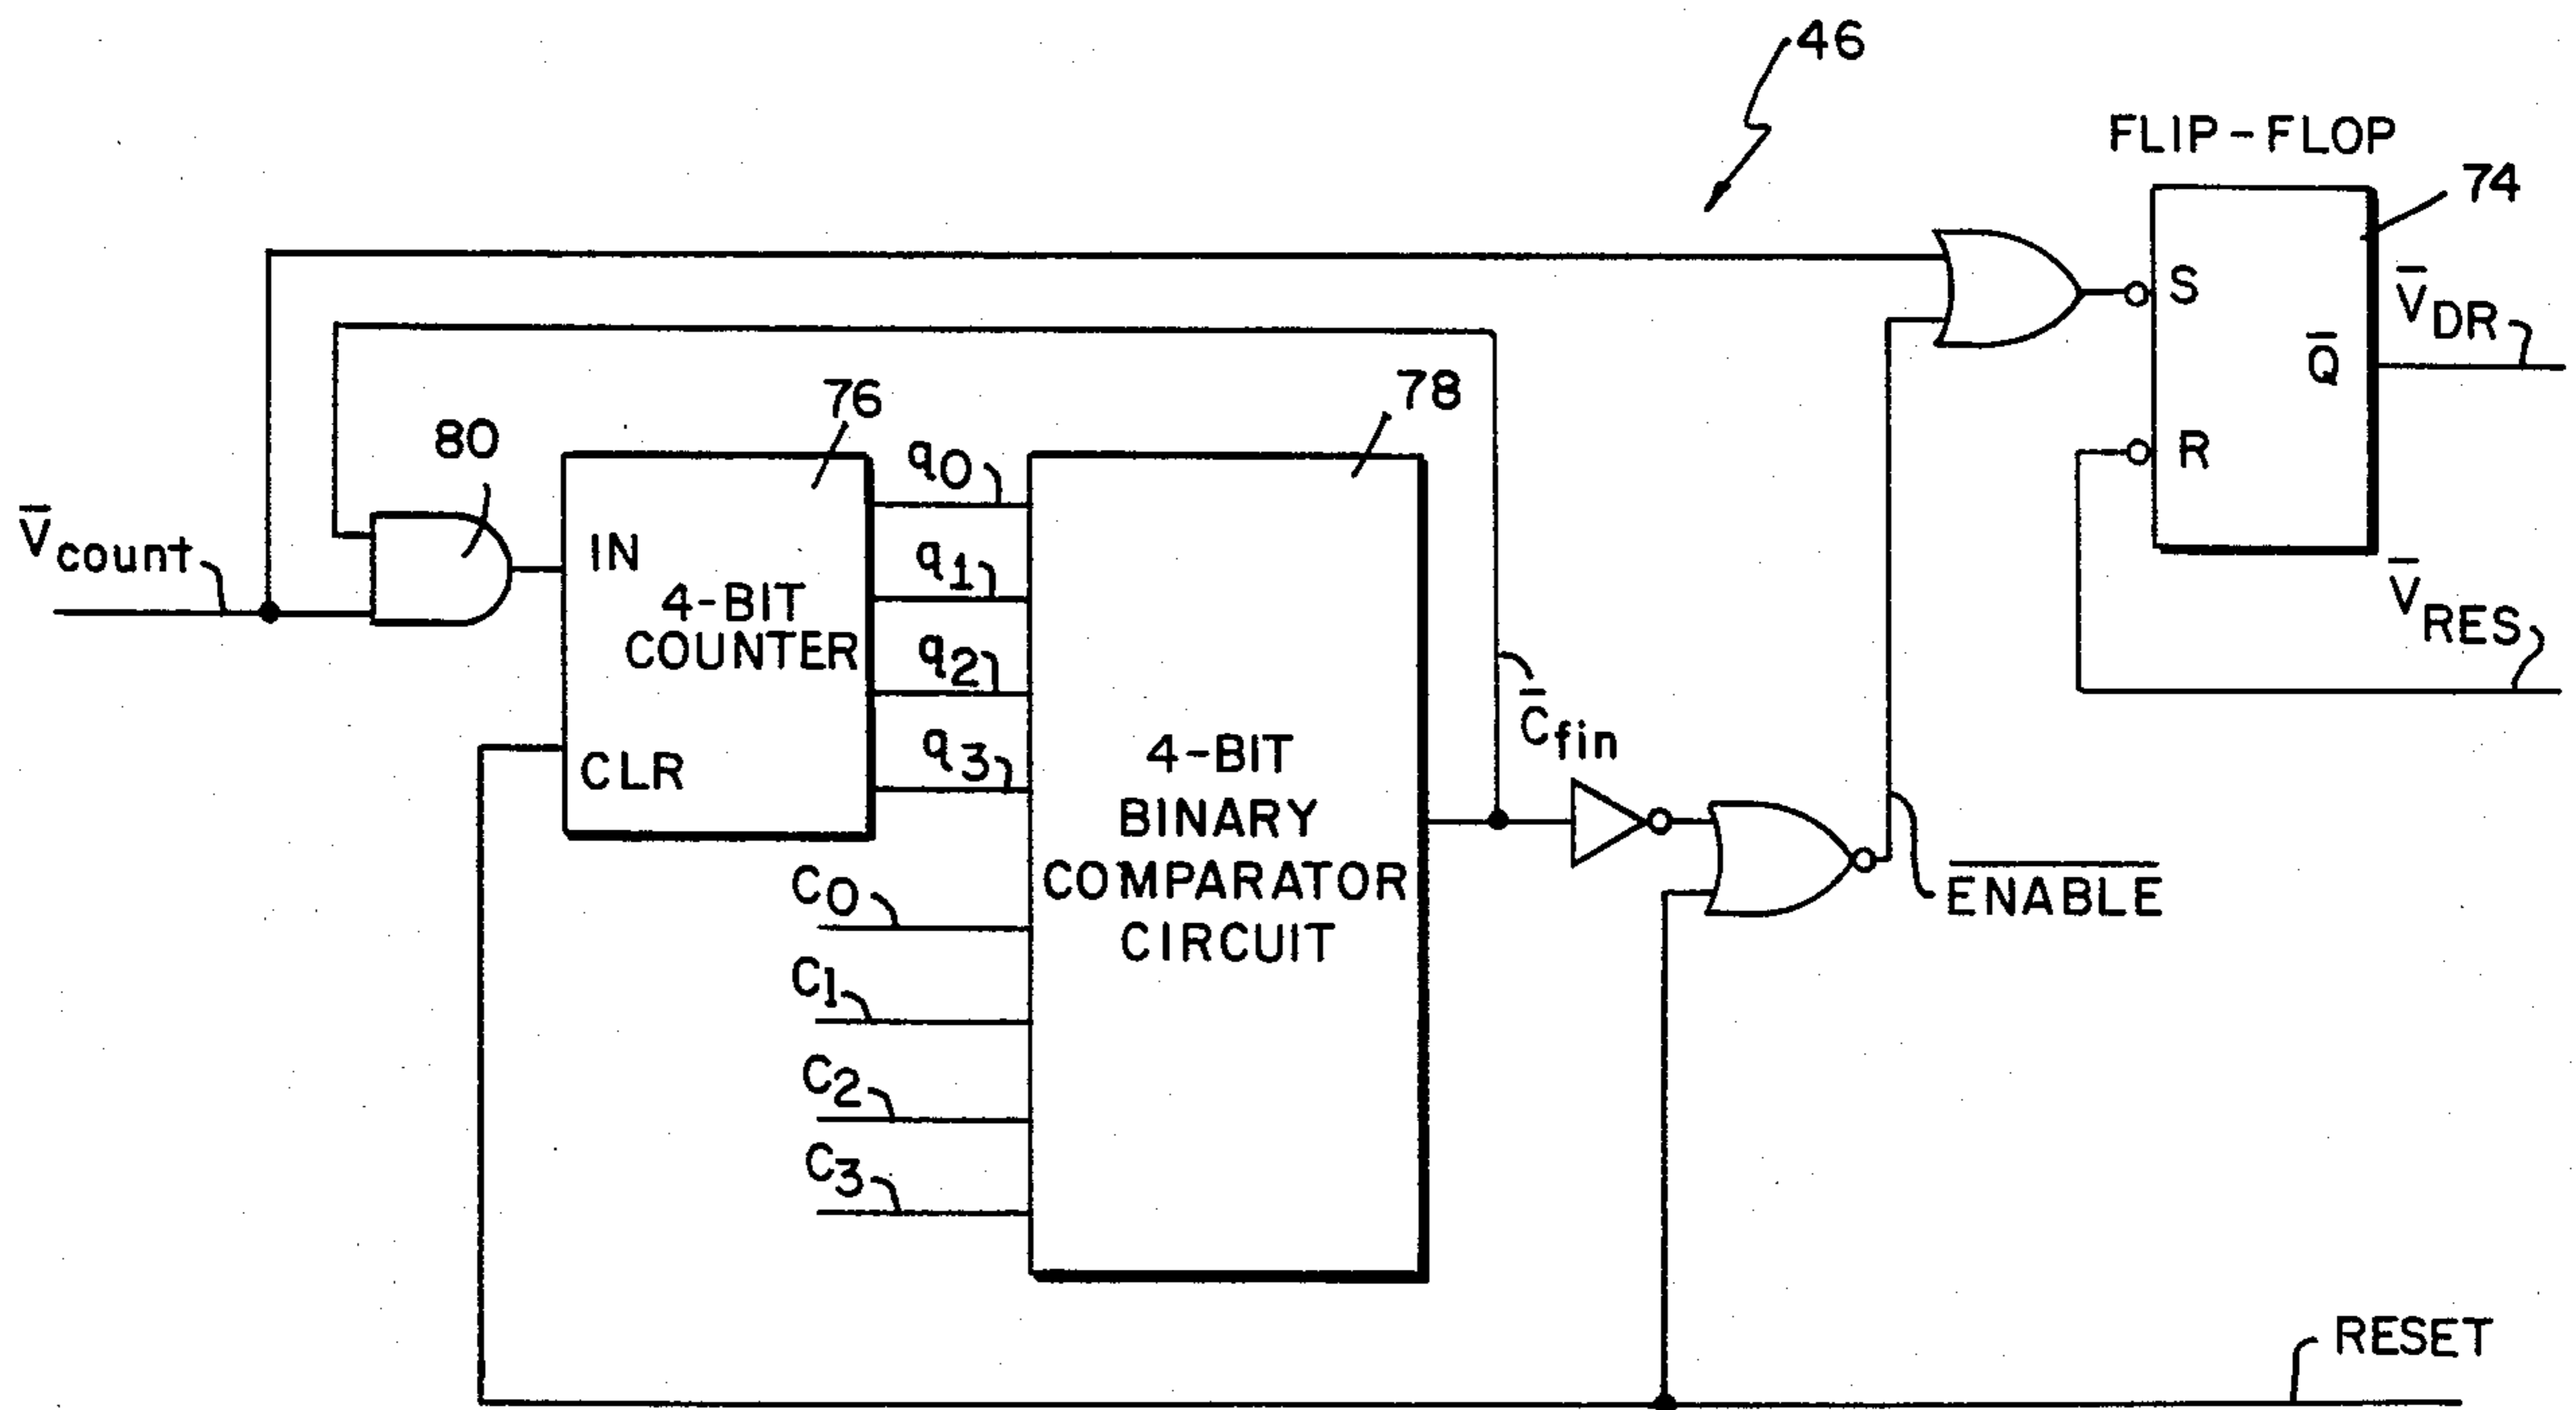 46
FLIP-FLOP
74
S
V̄DR
Q̄
76
78
80
q0
R
V̄count
IN
q1
4-BIT
COUNTER
V̄RES
q2
C̄fin
q3
CLR
4-BIT
BINARY
COMPARATOR
CIRCUIT
C0
E̅N̅A̅B̅L̅E̅
C1
C2
C3
RESET